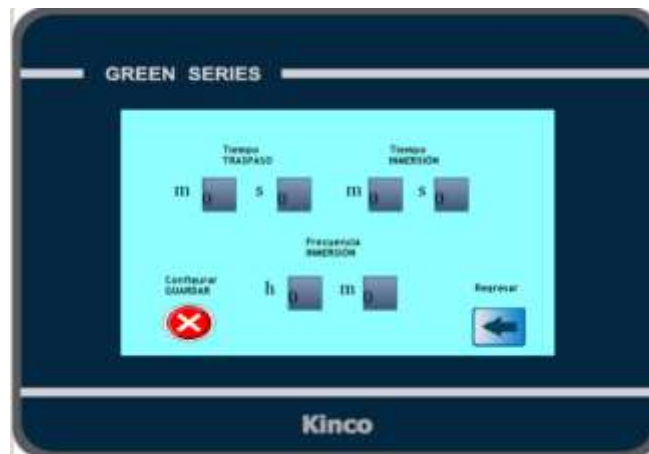 GREEN SERIES
Tiempo
TRASPASO
Tiempo
INMERSIÓN
m 0 s 0 m 0 s 0
Frecuencia
INMERSIÓN
Configurar
GUARDAR
h 0 m 0
Regresar
Kinco